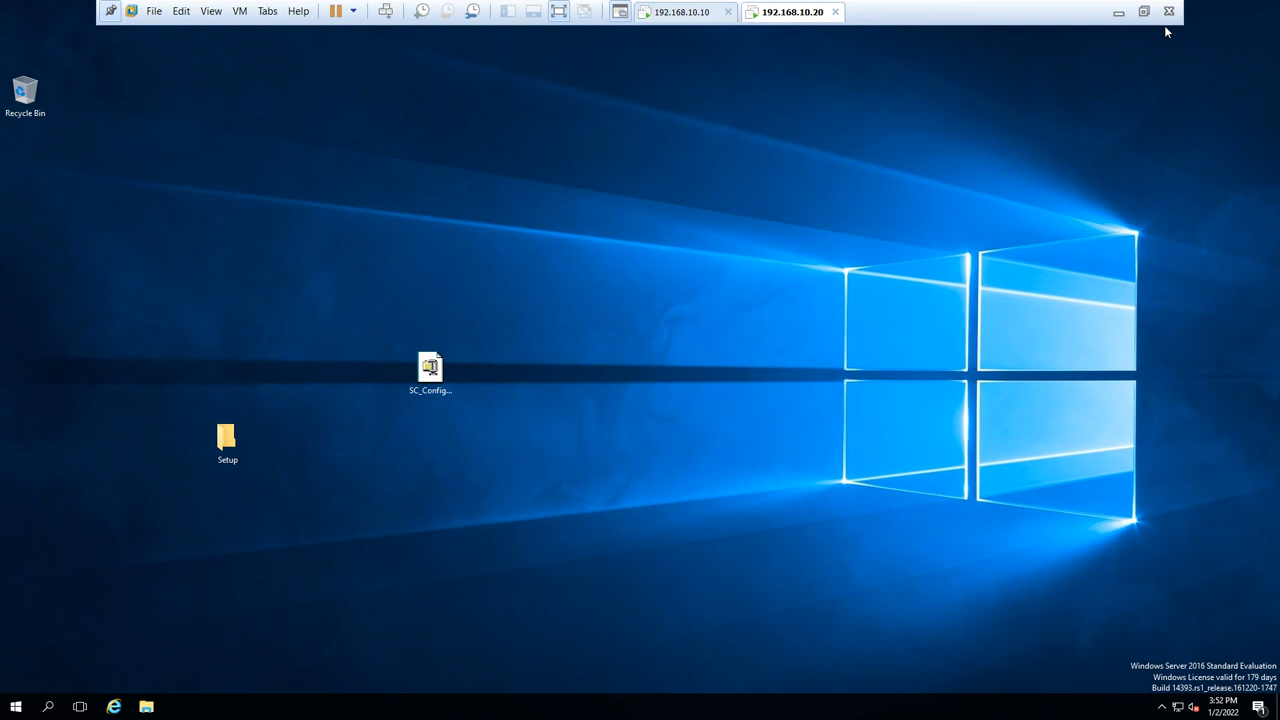 File Edit View VM Tabs Help 192.168.10.10 192.168.10.20
Recycle Bin
SC_Config...
Setup
Windows Server 2016 Standard Evaluation
Windows License valid for 179 days
Build 14393.rs1_release.161220-1747
3:52 PM
1/2/2022
1